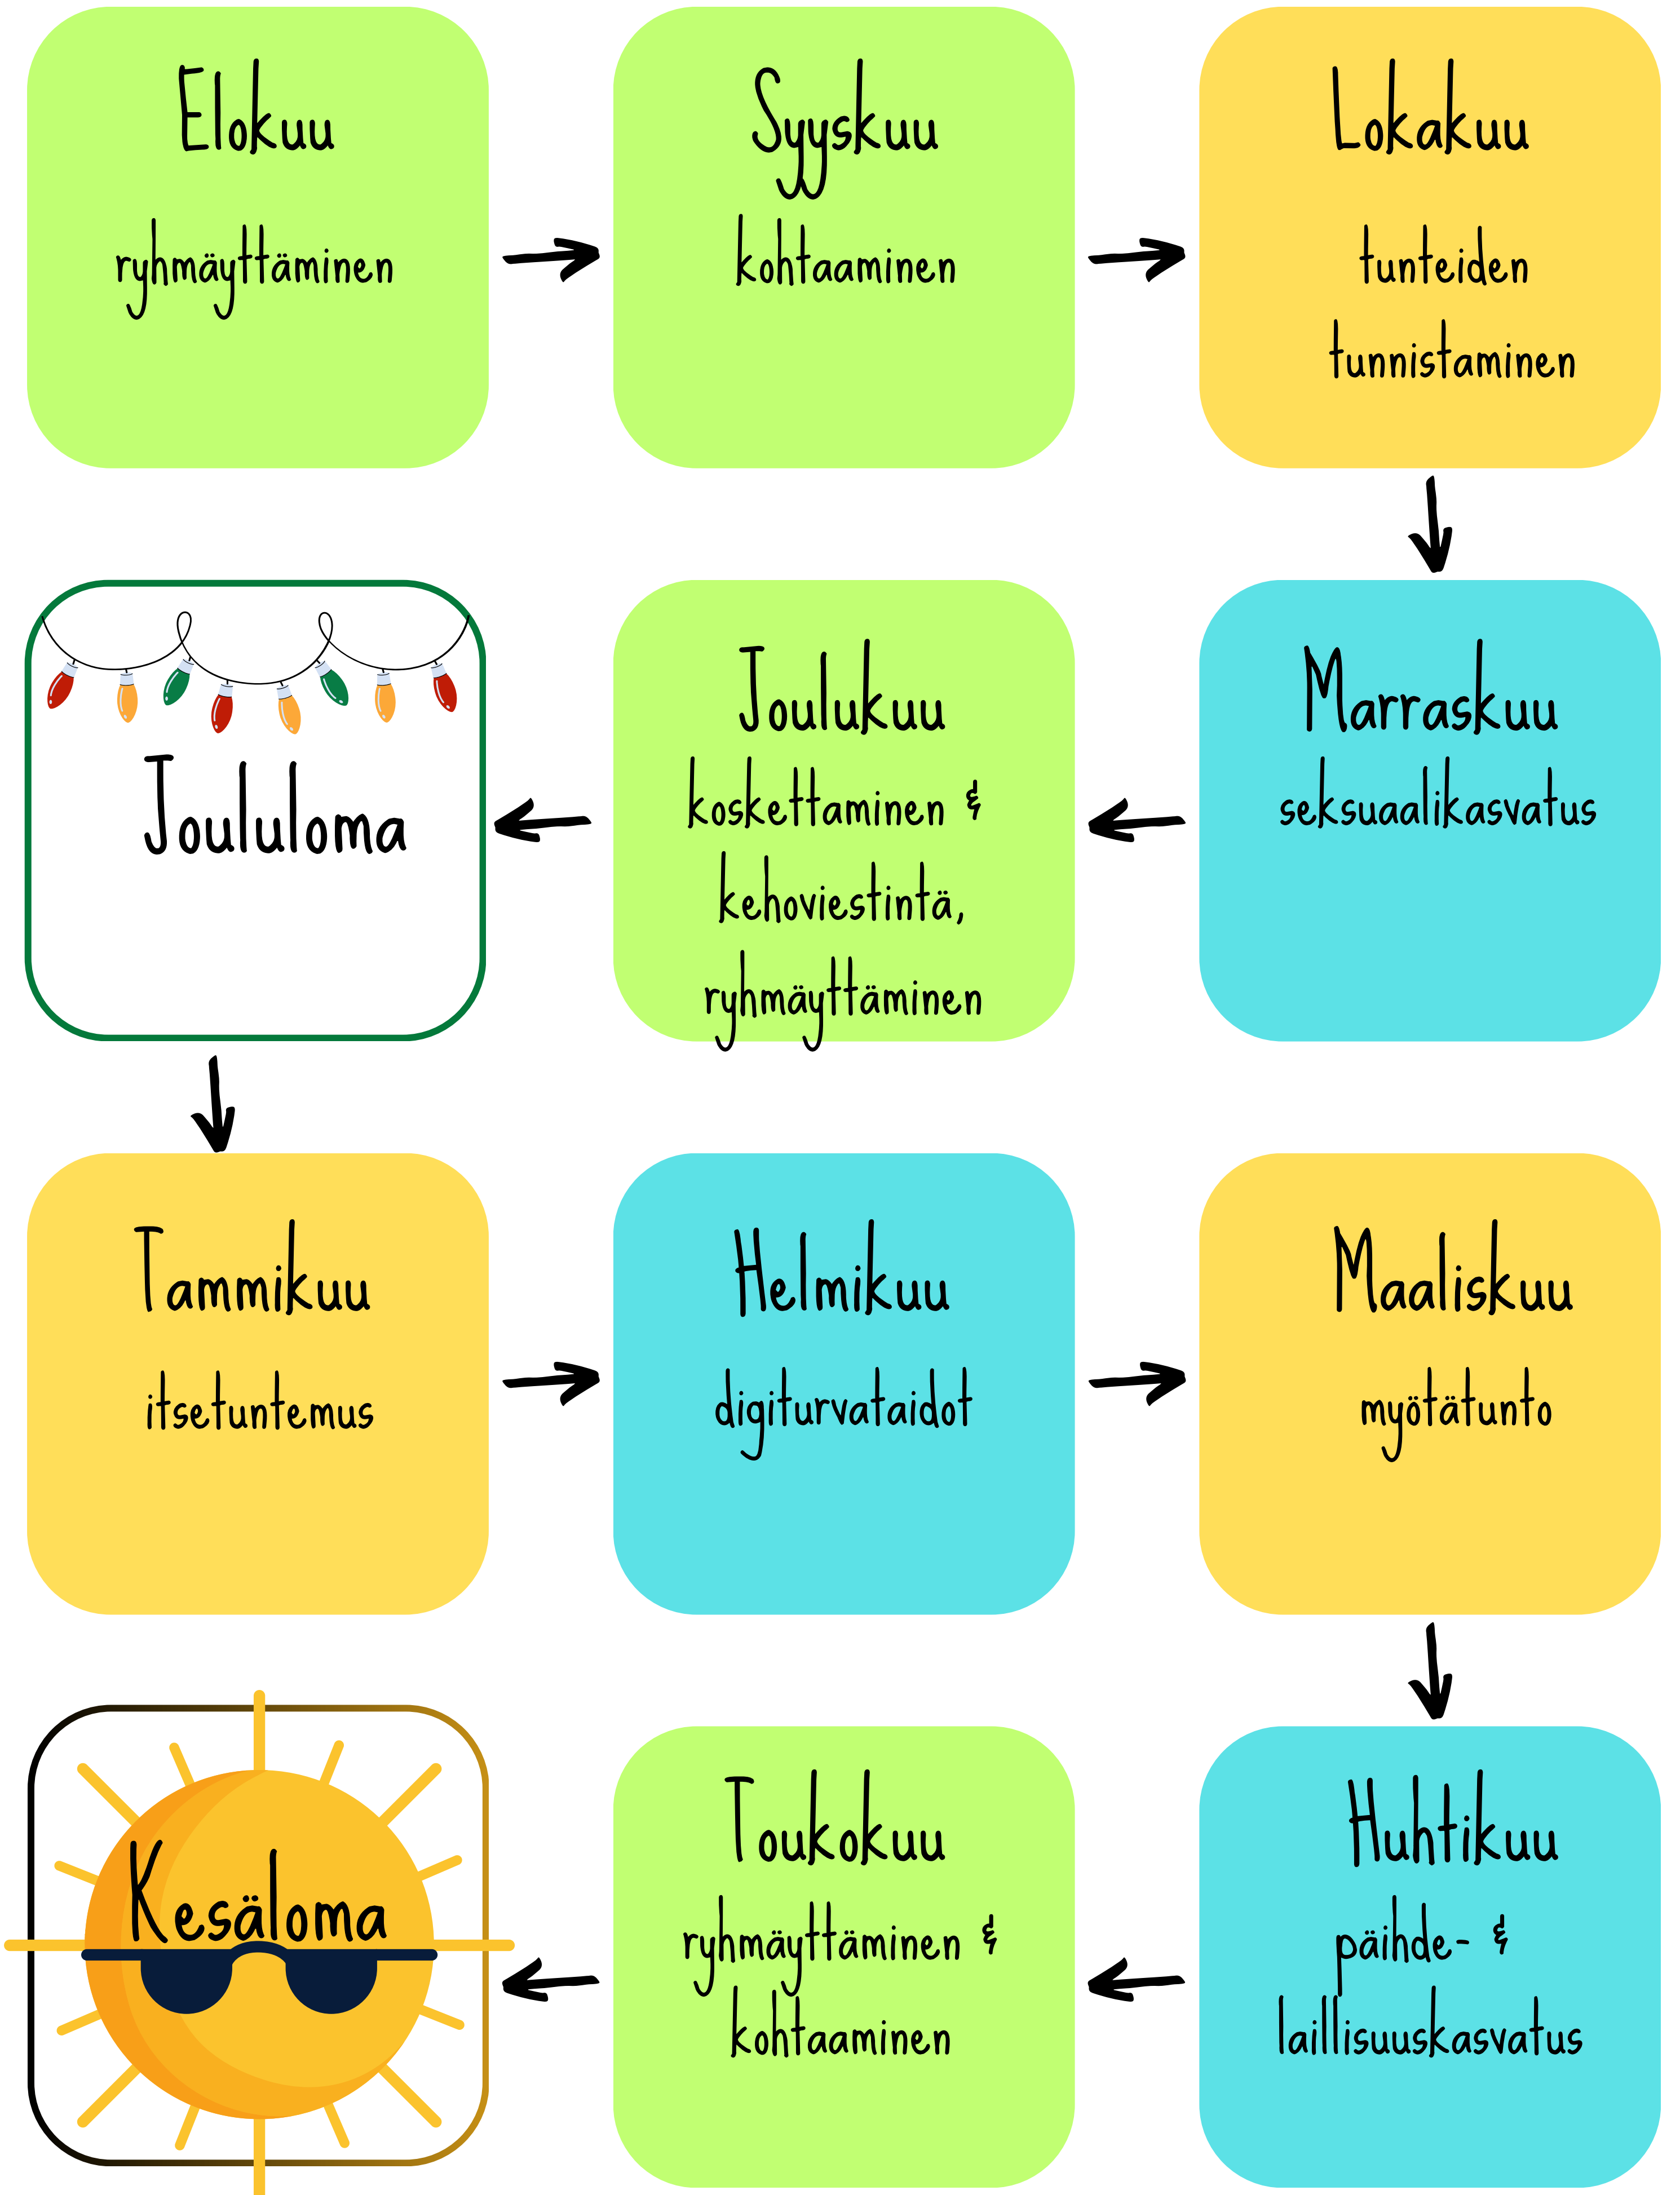 Elokuu
ryhmäyttäminen
Syyskuu
kohtaaminen
Lokakuu
tunteiden
tunnistaminen
Marraskuu
seksuaalikasvatus
Joulukuu
koskettaminen &
kehoviestintä,
ryhmäyttäminen
Joululoma
Tammikuu
itsetuntemus
Helmikuu
digiturvataidot
Maaliskuu
myötätunto
Huhtikuu
päihde- &
laillisuuskasvatus
Toukokuu
ryhmäyttäminen &
kohtaaminen
Kesäloma